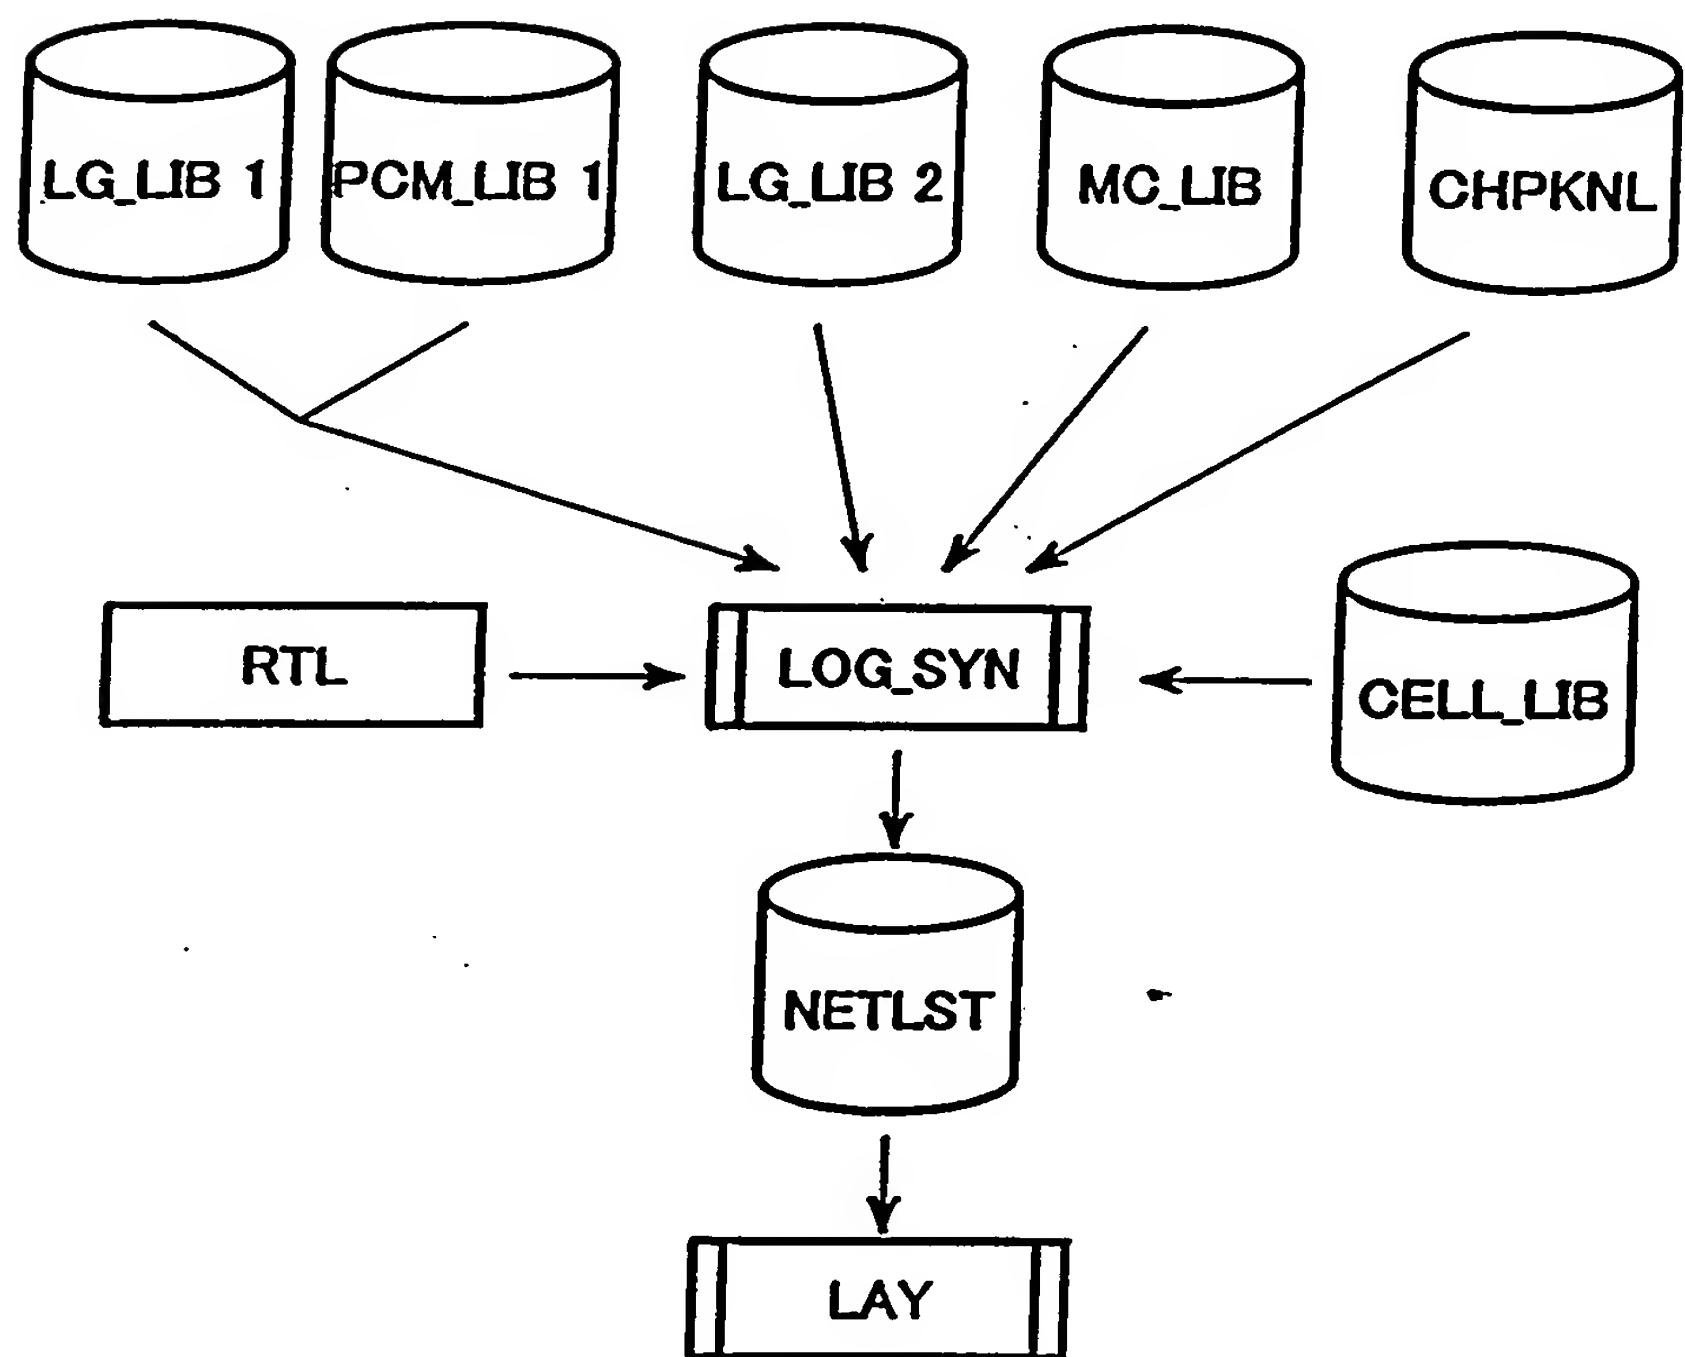 LG_LIB 1
PCM_LIB 1
LG_LIB 2
MC_LIB
CHPKNL
RTL
LOG_SYN
CELL_LIB
NETLST
LAY